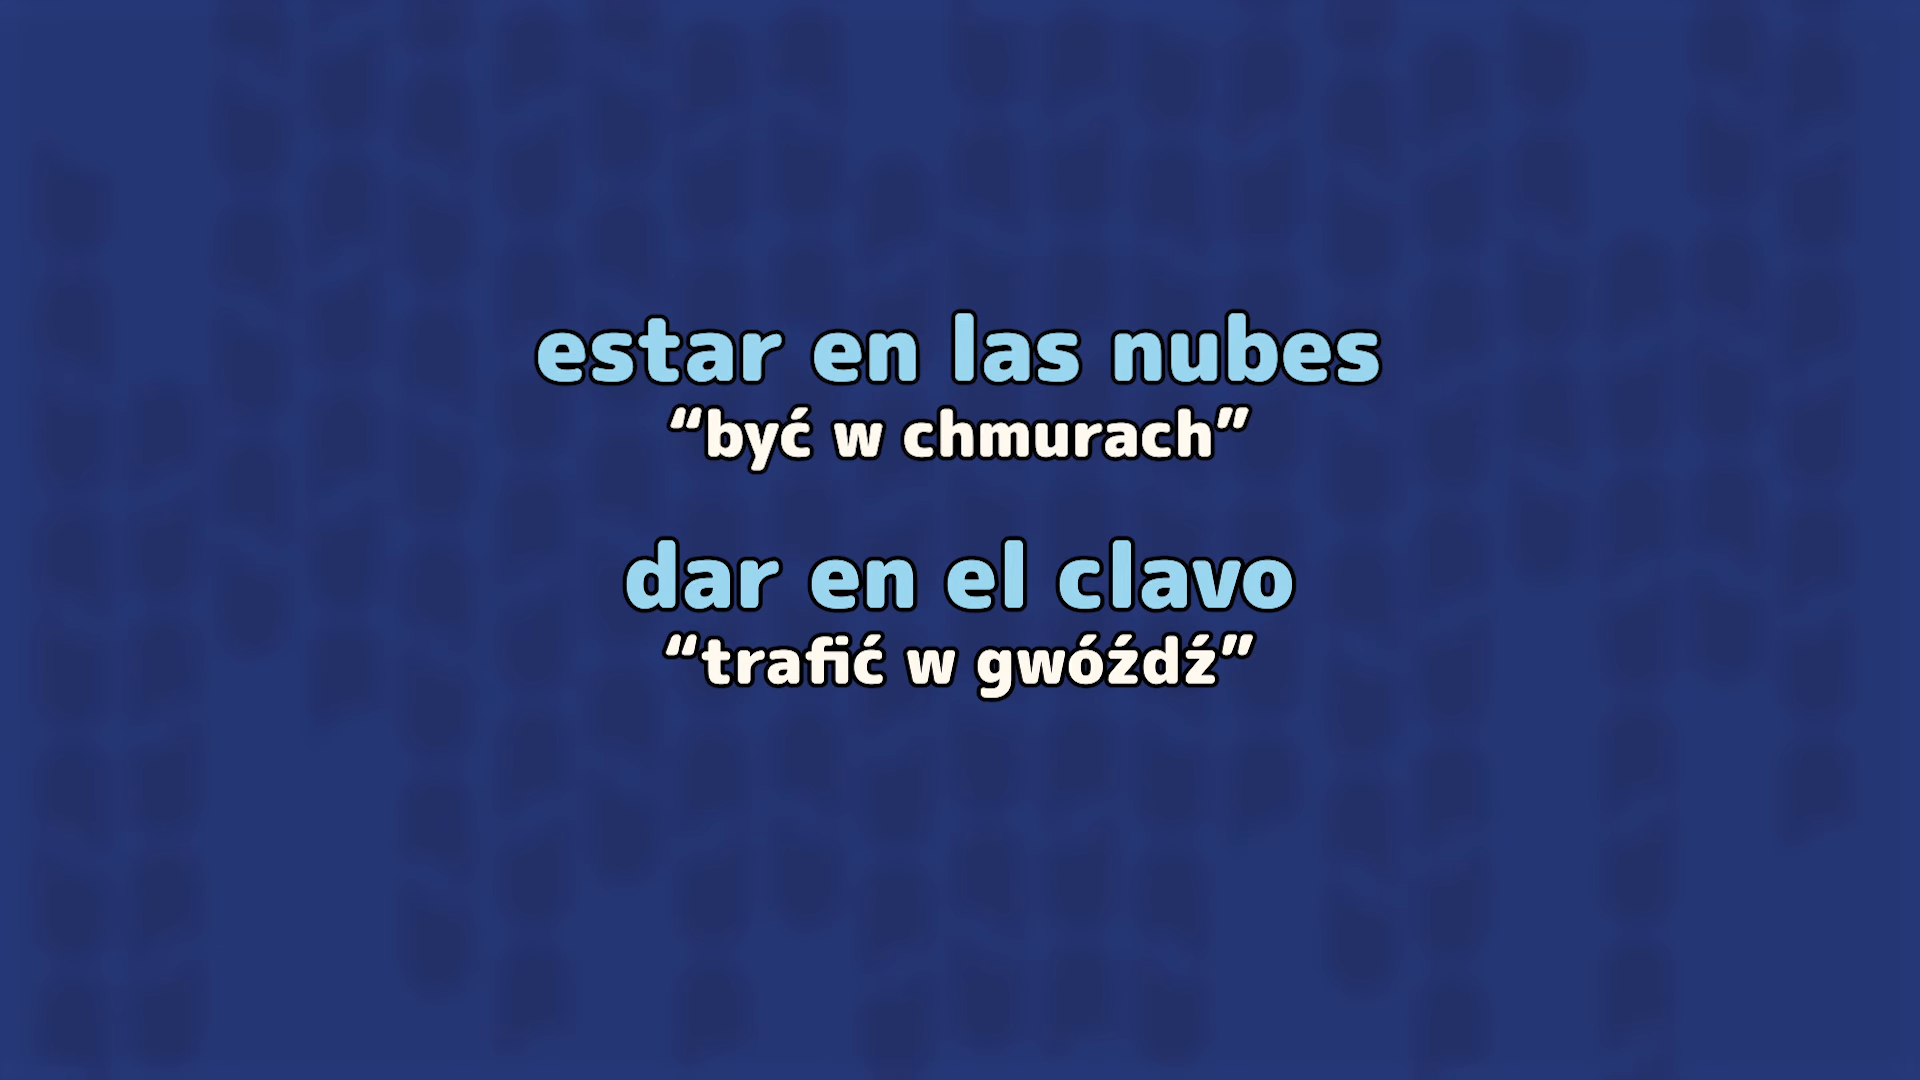 estar en las nubes
“być w chmurach”
dar en el clavo
“trafić w gwóźdź”